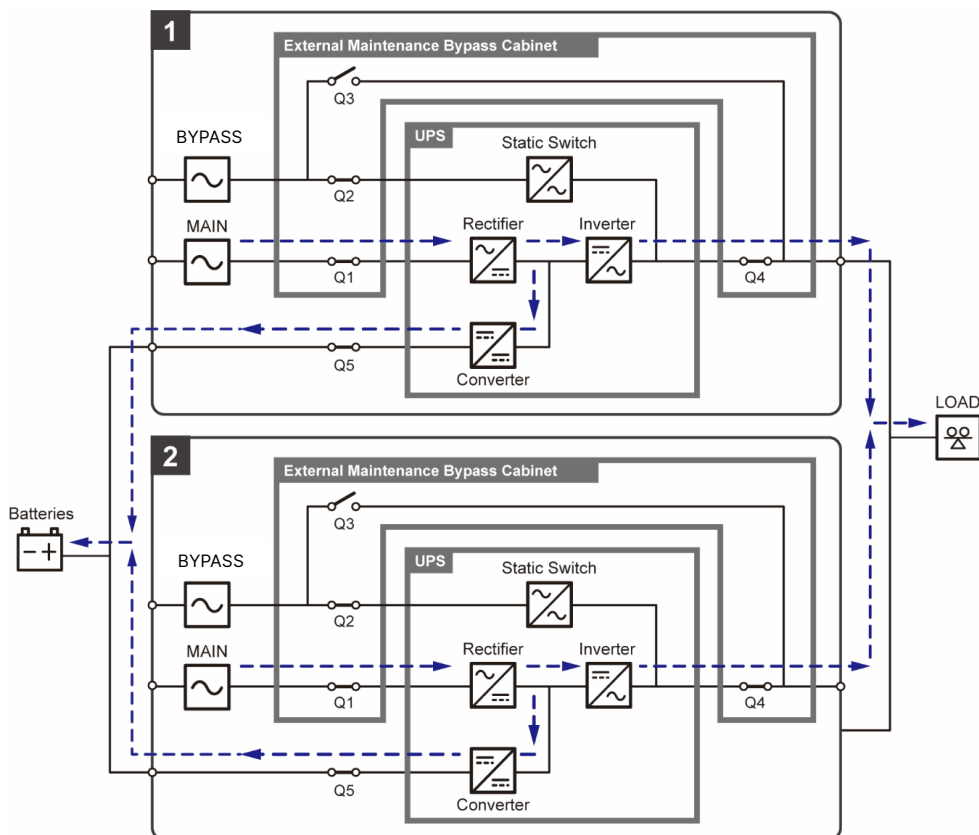 1
External Maintenance Bypass Cabinet
Q3
BYPASS
UPS
Static Switch
Q2
MAIN
Rectifier
Inverter
Q1
Q4
Q5
Converter
LOAD
2
External Maintenance Bypass Cabinet
Q3
Batteries
BYPASS
UPS
Static Switch
Q2
MAIN
Rectifier
Inverter
Q1
Q4
Q5
Converter